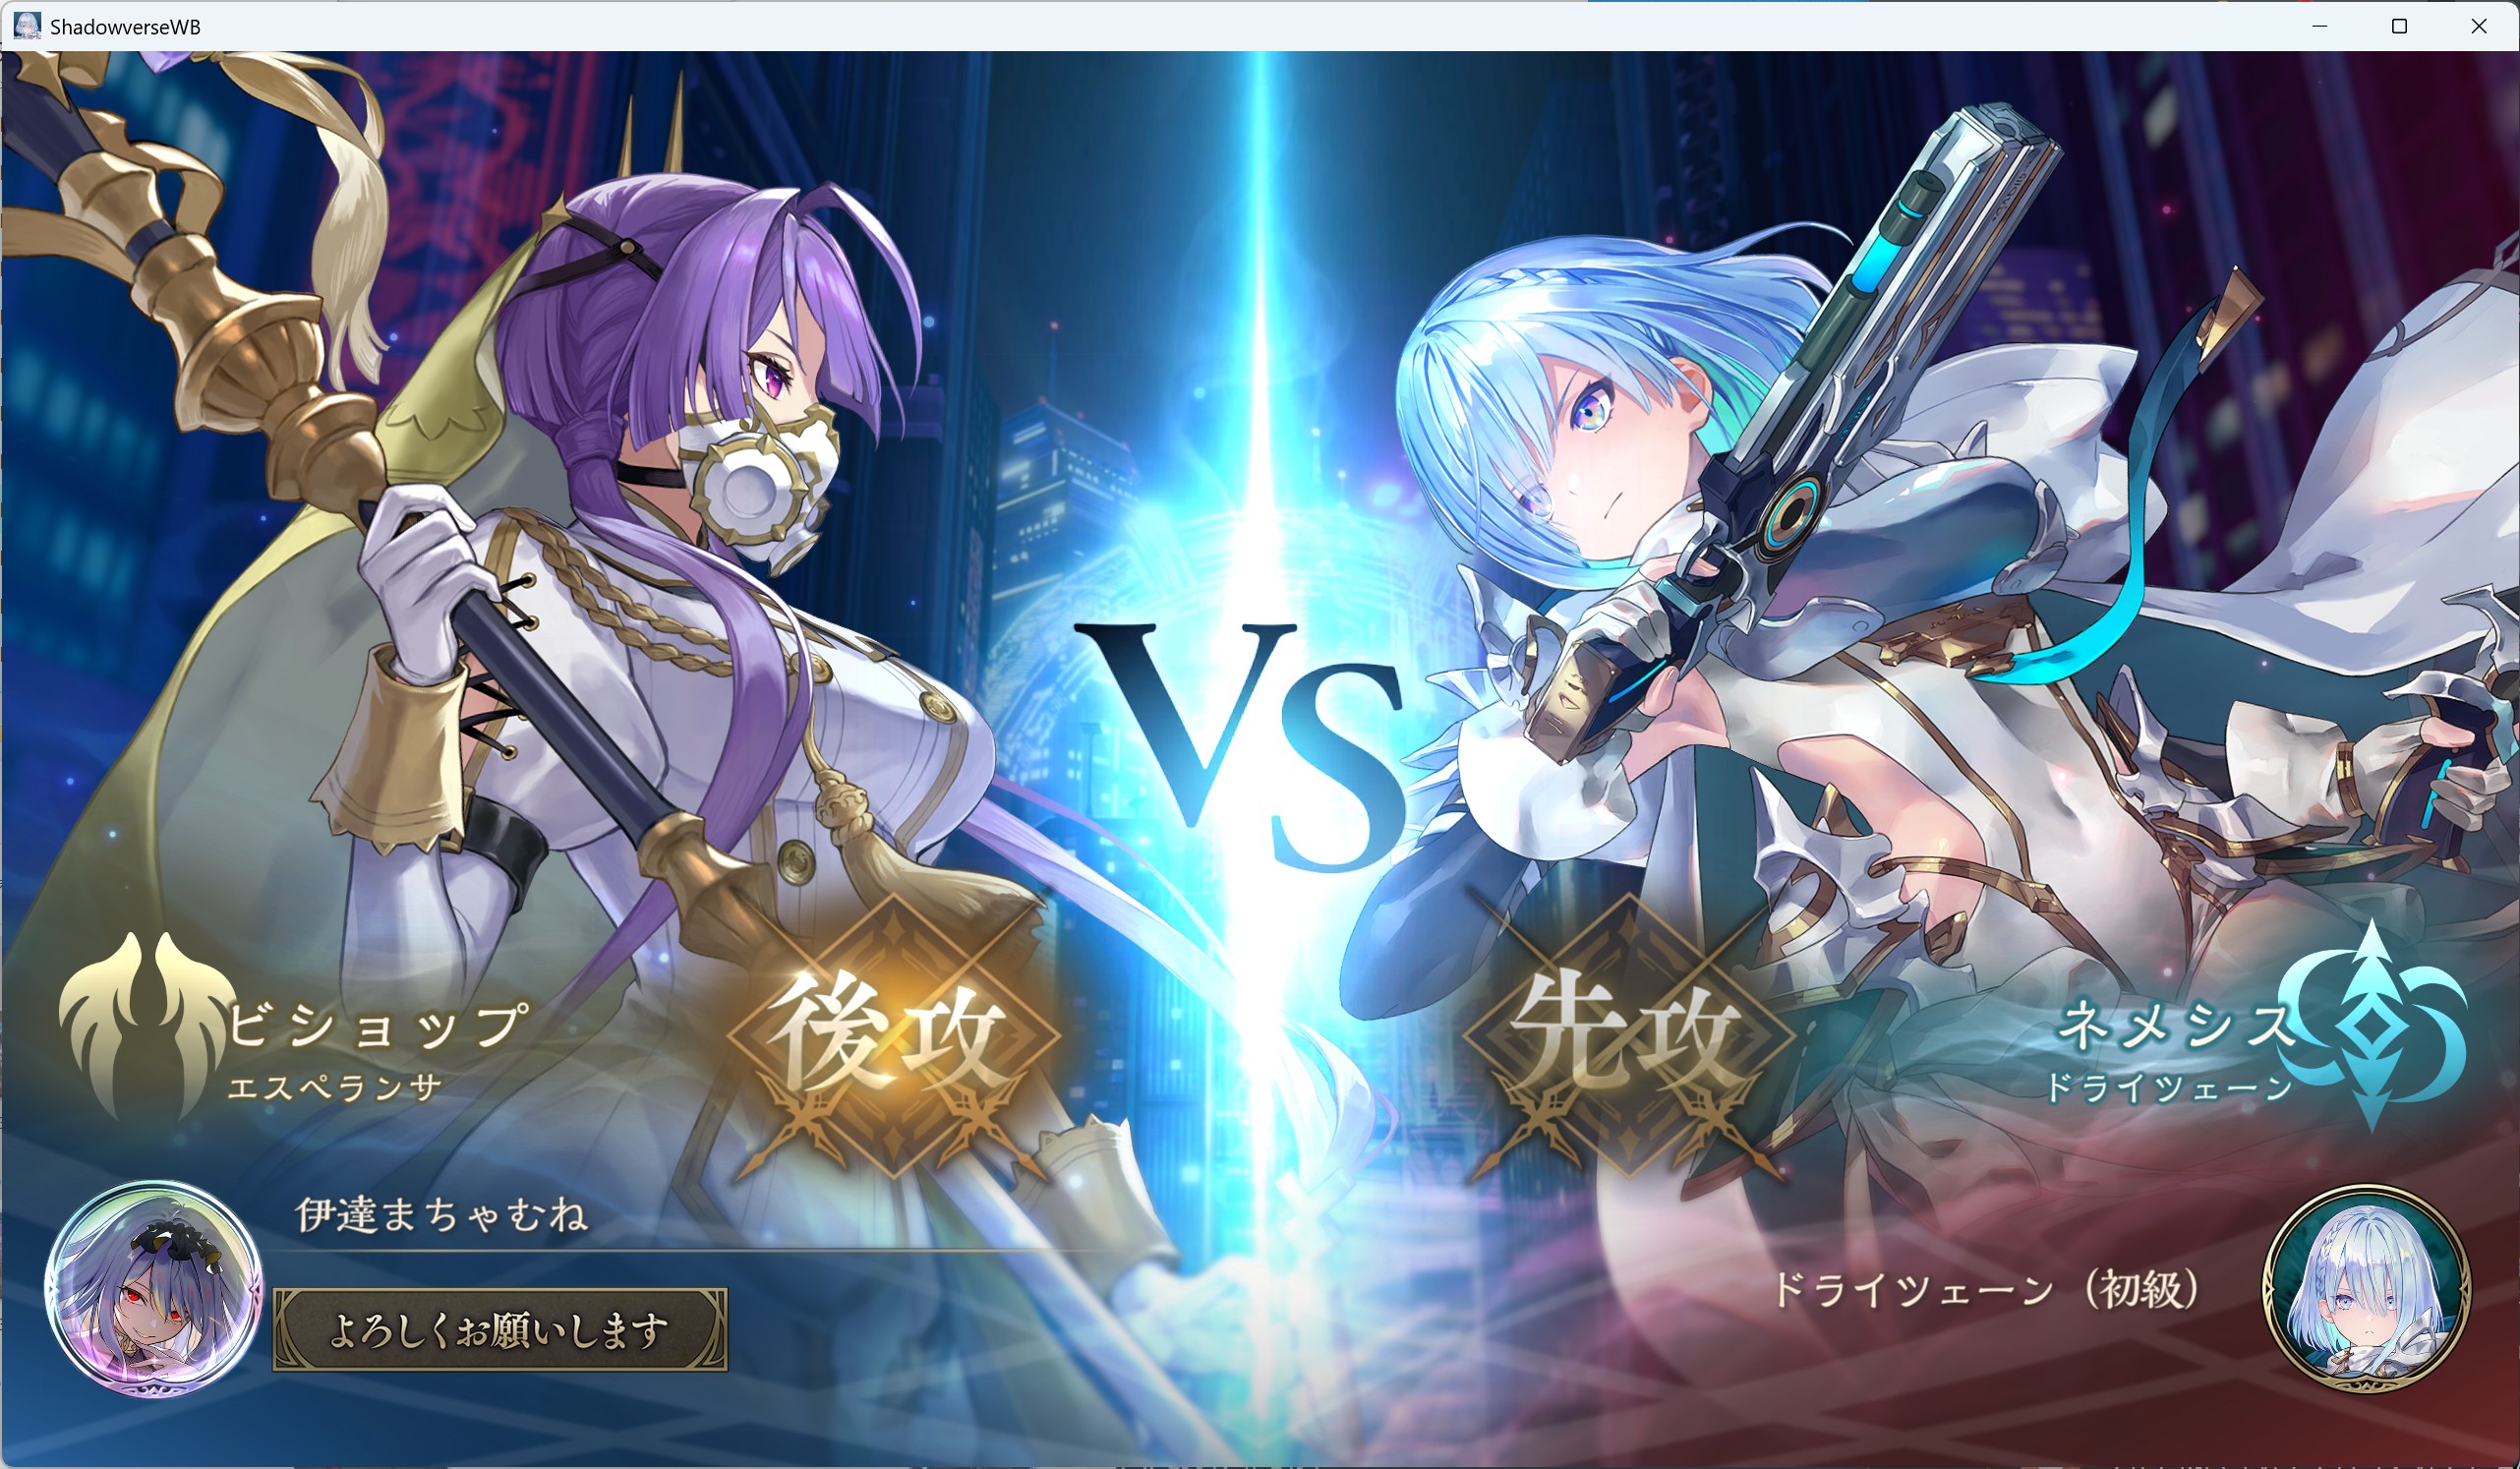 ShadowverseWB
VS
ビショップ
エスペランサ
後攻
先攻
ネメシス
ドライツェーン
伊達まちゃむね
よろしくお願いします
ドライツェーン（初級）